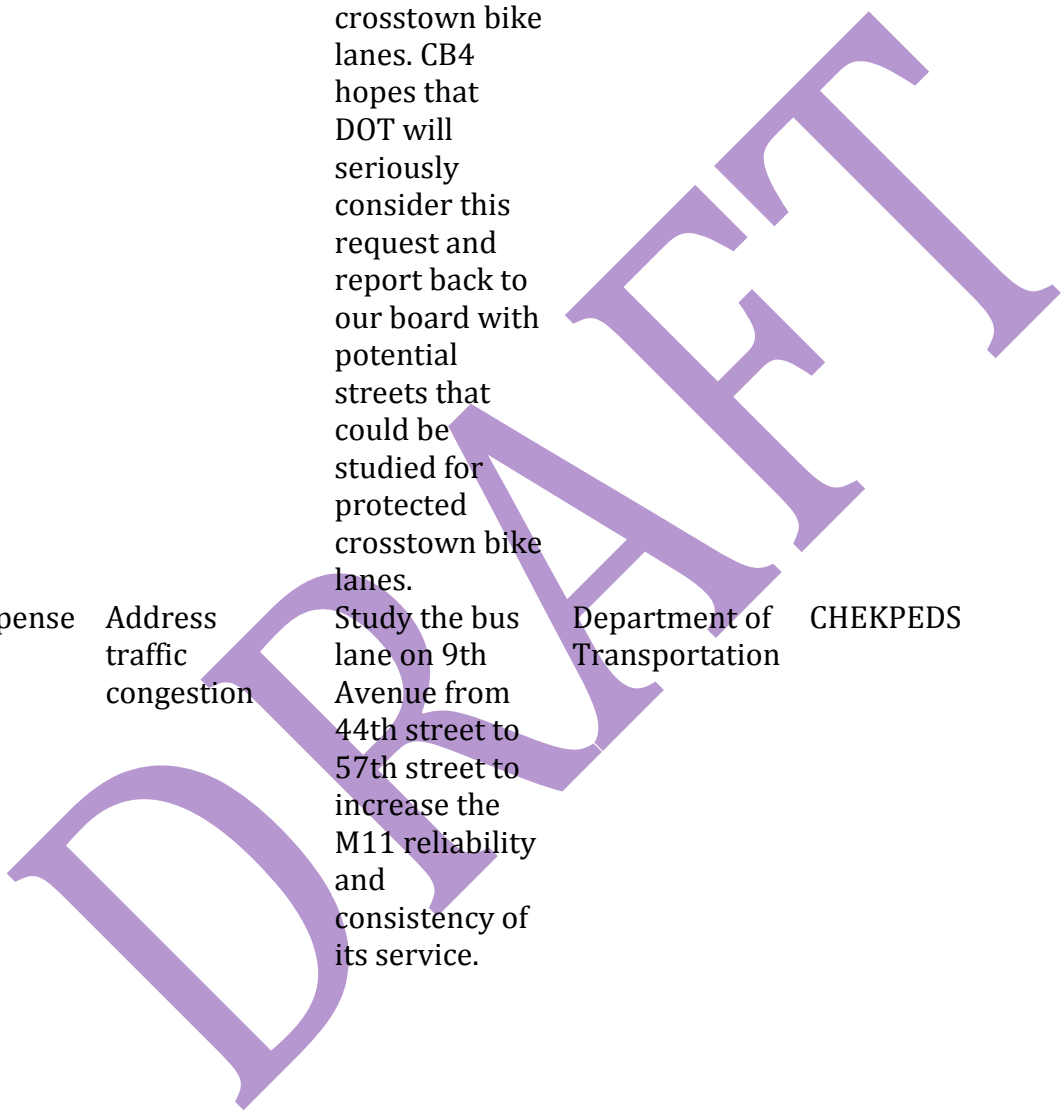 crosstown bike
lanes. CB4
hopes that
DOT will
seriously
consider this
request and
report back to
our board with
potential
streets that
could be
studied for
protected
crosstown bike
lanes.
pense Address Study the bus Department of CHEKPEDS
traffic lane on 9th Transportation
congestion Avenue from
44th street to
57th street to
increase the
M11 reliability
and
consistency of
its service.
DRAFT